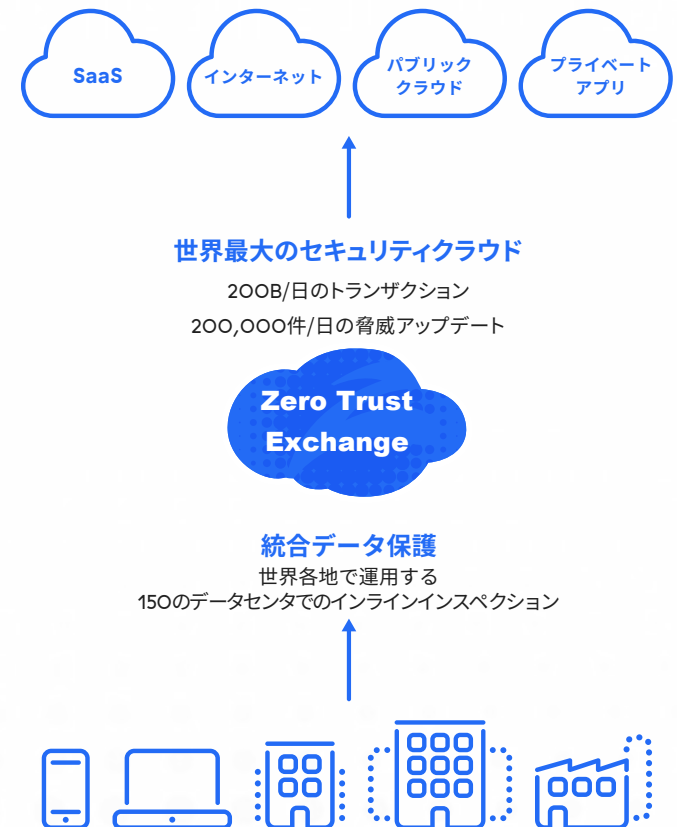 SaaS
インターネット
パブリック
クラウド
プライベート
アプリ
世界最大のセキュリティクラウド
200B/日のトランザクション
200,000件/日の脅威アップデート
Zero Trust
Exchange
統合データ保護
世界各地で運用する
150のデータセンタでのインラインインスペクション